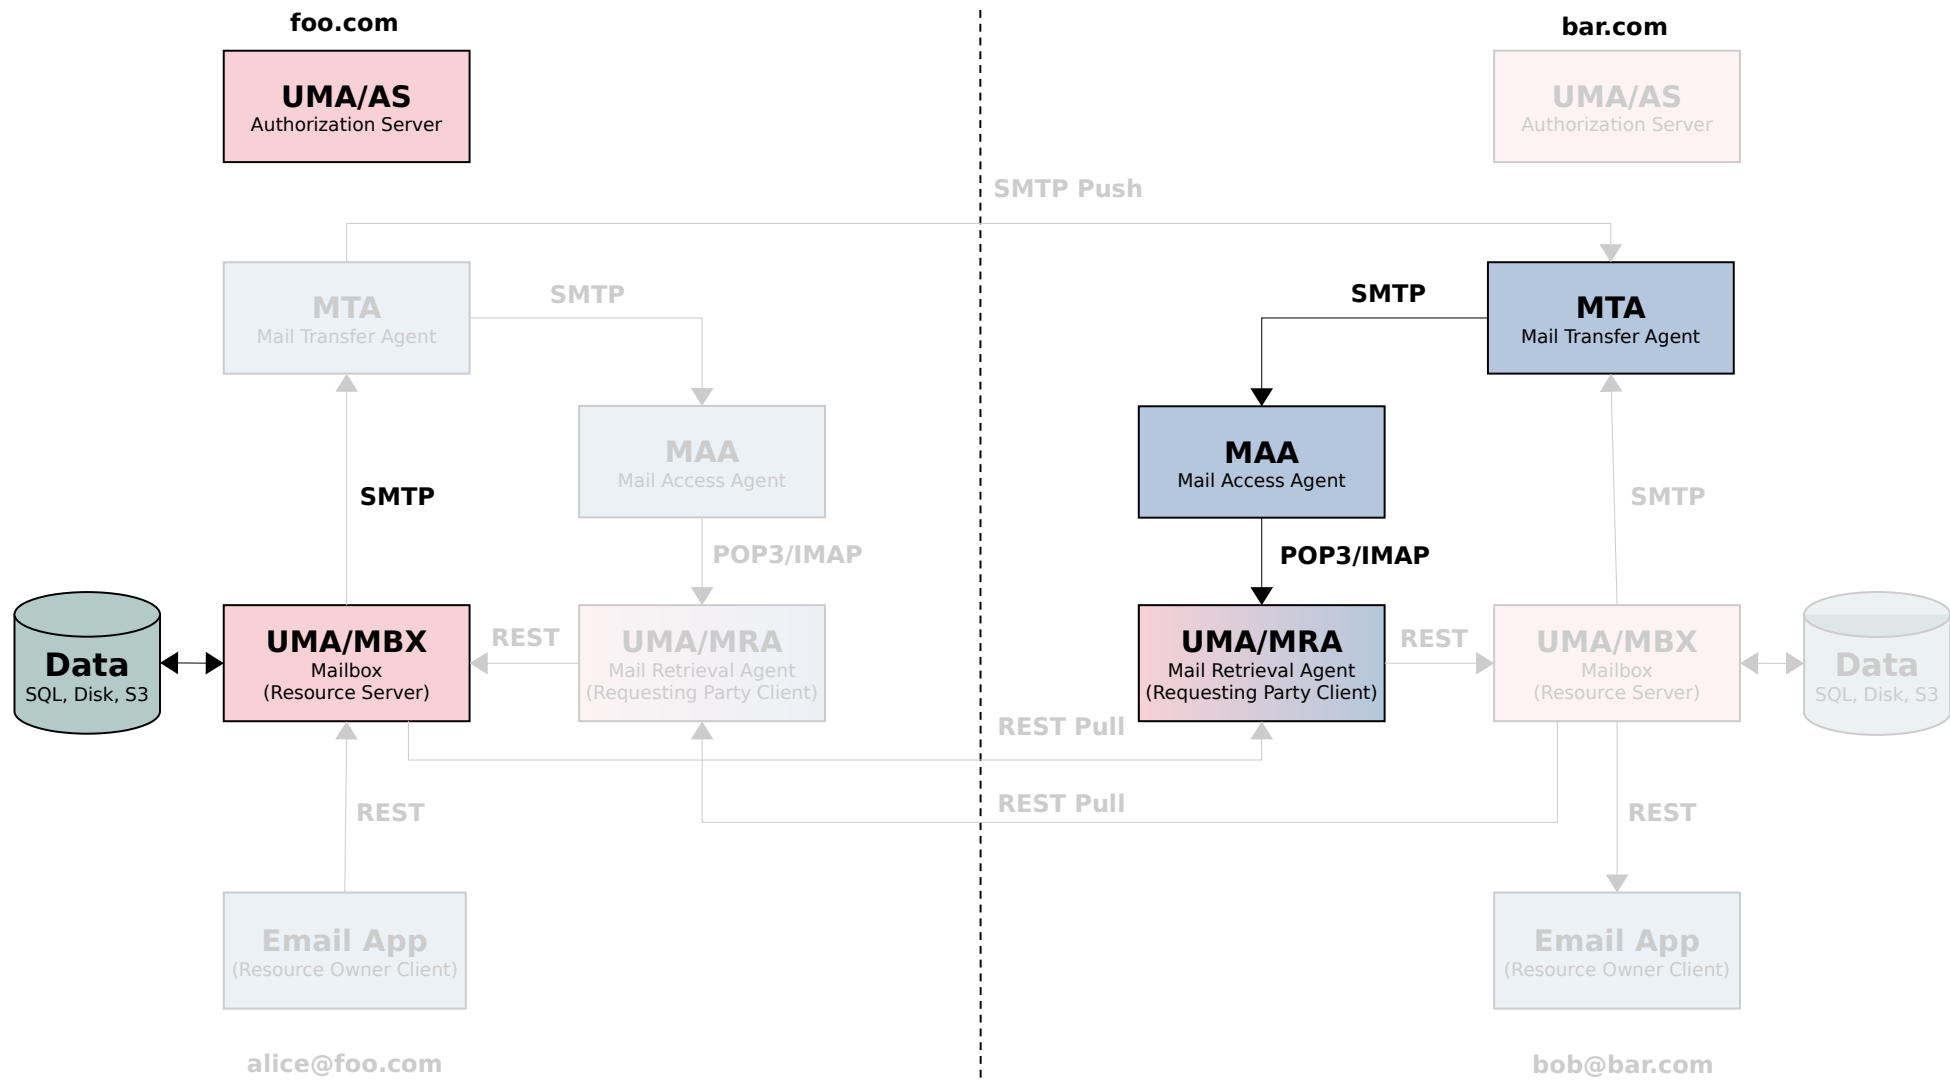 foo.com
bar.com
UMA/AS
Authorization Server
UMA/AS
Authorization Server
SMTP Push
MTA
Mail Transfer Agent
SMTP
SMTP
MTA
Mail Transfer Agent
MAA
Mail Access Agent
MAA
Mail Access Agent
SMTP
SMTP
POP3/IMAP
POP3/IMAP
Data
SQL, Disk, S3
UMA/MBX
Mailbox
(Resource Server)
REST
UMA/MRA
Mail Retrieval Agent
(Requesting Party Client)
UMA/MRA
Mail Retrieval Agent
(Requesting Party Client)
REST
UMA/MBX
Mailbox
(Resource Server)
Data
SQL, Disk, S3
REST Pull
REST Pull
REST
REST
Email App
(Resource Owner Client)
Email App
(Resource Owner Client)
alice@foo.com
bob@bar.com